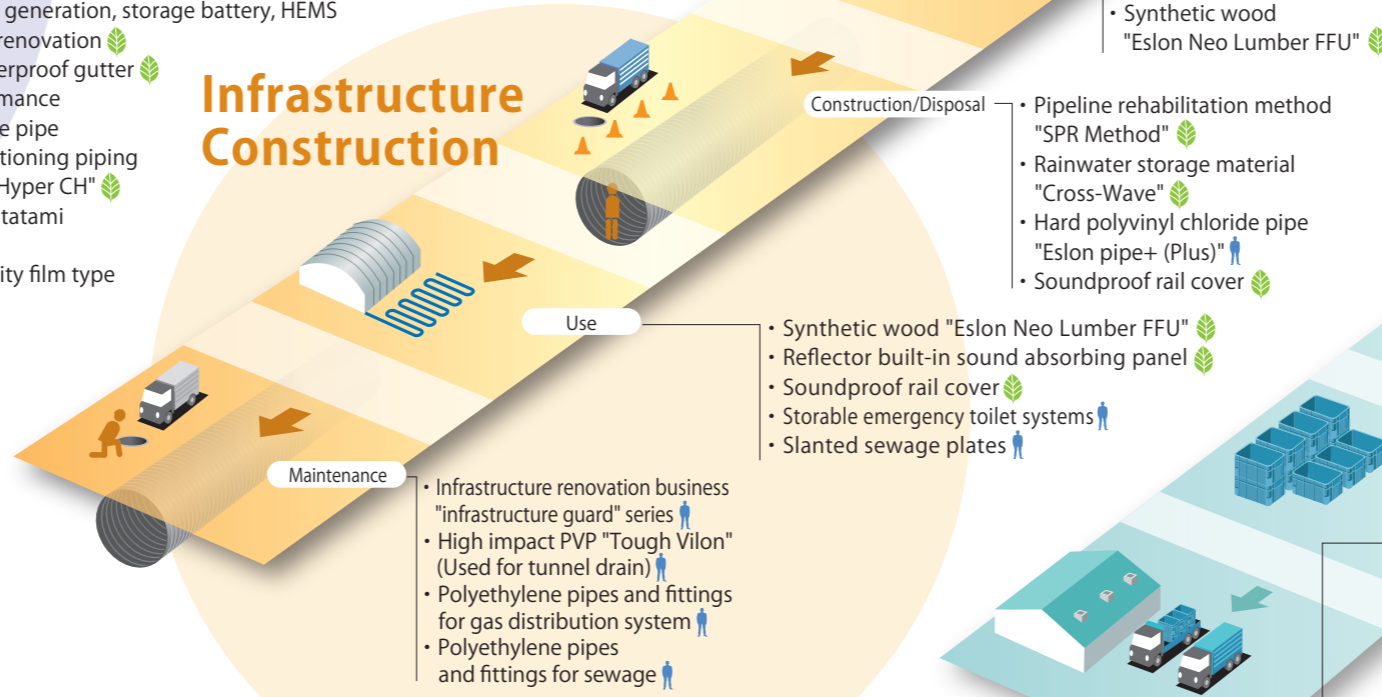 generation, storage battery, HEMS
renovation
erproof gutter
mance
e pipe
tioning piping
Hyper CH"
tatami
ity film type
Infrastructure
Construction
• Synthetic wood
"Eslon Neo Lumber FFU"
Construction/Disposal
• Pipeline rehabilitation method
"SPR Method"
• Rainwater storage material
"Cross-Wave"
• Hard polyvinyl chloride pipe
"Eslon pipe+ (Plus)"
• Soundproof rail cover
Use
• Synthetic wood "Eslon Neo Lumber FFU"
• Reflector built-in sound absorbing panel
• Soundproof rail cover
• Storable emergency toilet systems
• Slanted sewage plates
Maintenance
• Infrastructure renovation business
"infrastructure guard" series
• High impact PVP "Tough Vilon"
(Used for tunnel drain)
• Polyethylene pipes and fittings
for gas distribution system
• Polyethylene pipes
and fittings for sewage